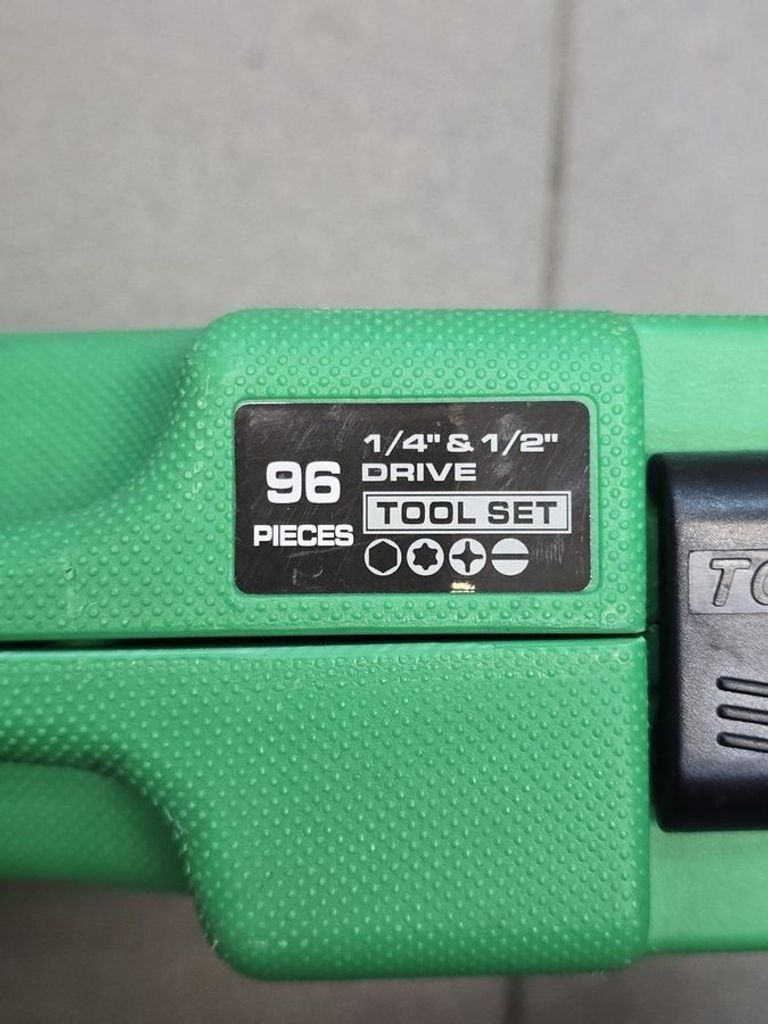 96
PIECES
1/4" & 1/2"
DRIVE
TOOL SET